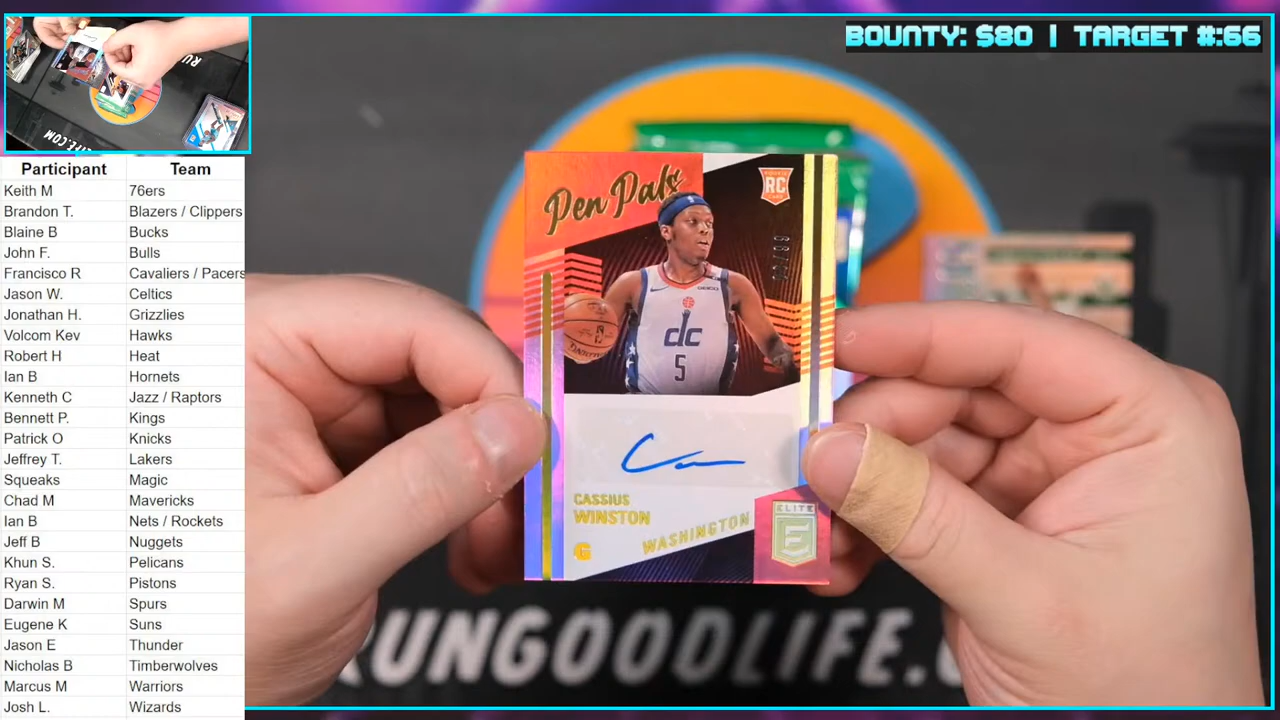 BOUNTY: $80 | TARGET #:66
Participant Team
Keith M 76ers
Brandon T. Blazers / Clippers
Blaine B Bucks
John F. Bulls
Francisco R Cavaliers / Pacers
Jason W. Celtics
Jonathan H. Grizzlies
Volcom Kev Hawks
Robert H Heat
Ian B Hornets
Kenneth C Jazz / Raptors
Bennett P. Kings
Patrick O Knicks
Jeffrey T. Lakers
Squeaks Magic
Chad M Mavericks
Ian B Nets / Rockets
Jeff B Nuggets
Khun S. Pelicans
Ryan S. Pistons
Darwin M Spurs
Eugene K Suns
Jason E Thunder
Nicholas B Timberwolves
Marcus M Warriors
Josh L. Wizards
Pen Pals
RC
dc
5
CASSIUS
WINSTON
G
WASHINGTON
ELITE
E
RUNGOODLIFE.C